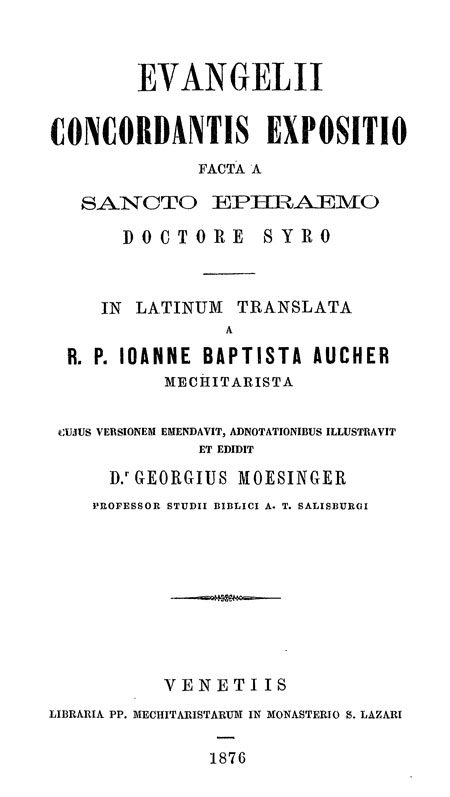 EVANGELII
CONCORDANTIS EXPOSITIO
FACTA A
SANCTO EPHRAEMO
DOCTORE SYRO
IN LATINUM TRANSLATA
A
R. P. IOANNE BAPTISTA AUCHER
MECHITARISTA
CUJUS VERSIONEM EMENDAVIT, ADNOTATIONIBUS ILLUSTRAVIT
ET EDIDIT
D.r GEORGIUS MOESINGER
PROFESSOR STUDII BIBLICI A. T. SALISBURGI
VENETIIS
LIBRARIA PP. MECHITARISTARUM IN MONASTERIO S. LAZARI
1876